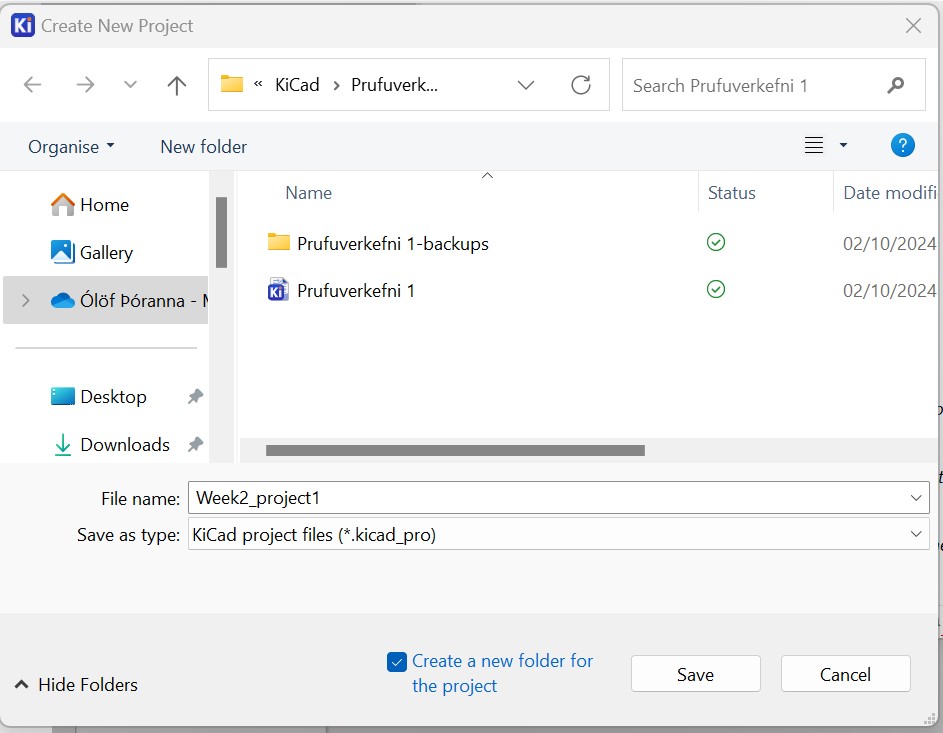 Ki Create New Project
« KiCad › Prufuverk... Search Prufuverkefni 1
Organise New folder ?
Name Status Date modifi
Home
Gallery
Ólöf Þóranna -
Desktop
Downloads
Prufuverkefni 1-backups 02/10/2024
Ki Prufuverkefni 1 02/10/2024
File name: Week2_project1
Save as type: KiCad project files (*.kicad_pro)
Create a new folder for
the project
Hide Folders
Save Cancel